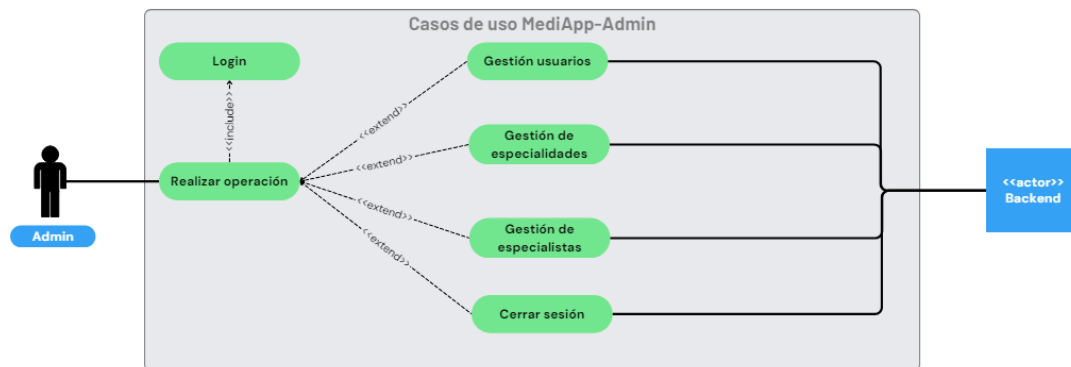 Casos de uso MediApp-Admin
Login
<<include>>
Realizar operación
Admin
<<extend>>
<<extend>>
<<extend>>
<<extend>>
Gestión usuarios
Gestión de
especialidades
Gestión de
especialistas
Cerrar sesión
<<actor>>
Backend